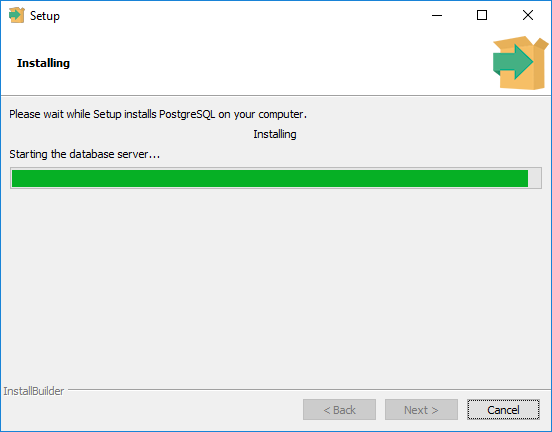 Setup
Installing
Please wait while Setup installs PostgreSQL on your computer.
Installing
Starting the database server...
InstallBuilder
< Back
Next >
Cancel